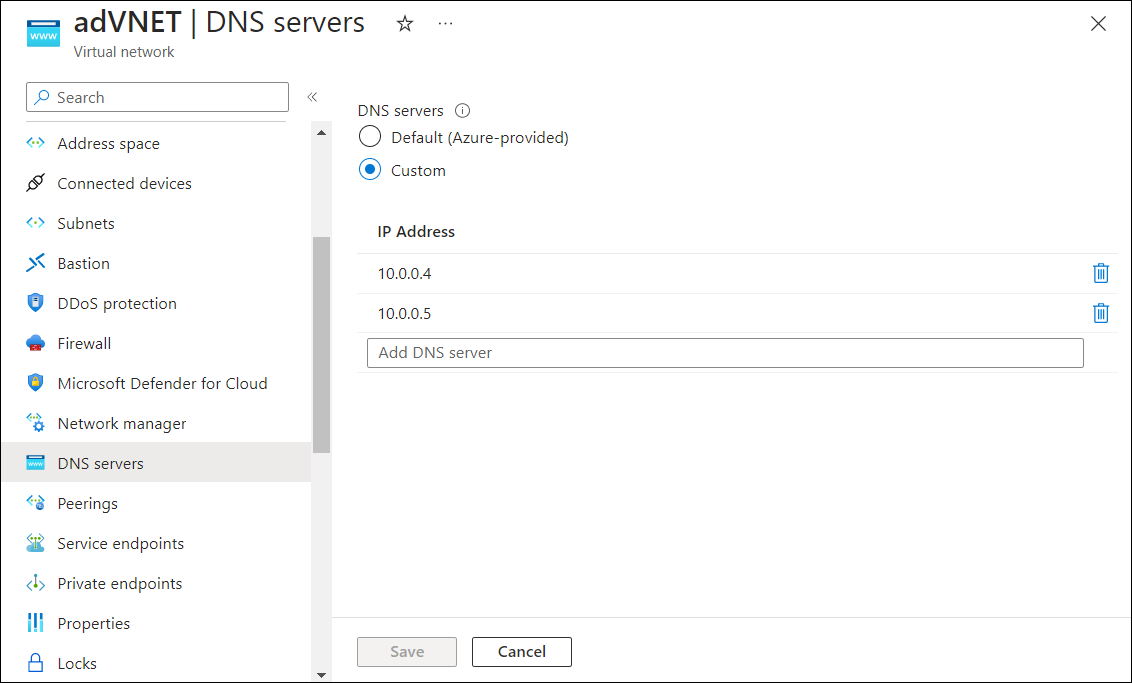 adVNET | DNS servers ☆ ...
Virtual network
Search «
Address space
Connected devices
Subnets
Bastion
DDoS protection
Firewall
Microsoft Defender for Cloud
Network manager
DNS servers
Peerings
Service endpoints
Private endpoints
Properties
Locks
DNS servers
Default (Azure-provided)
Custom
IP Address
10.0.0.4
10.0.0.5
Add DNS server
Save Cancel